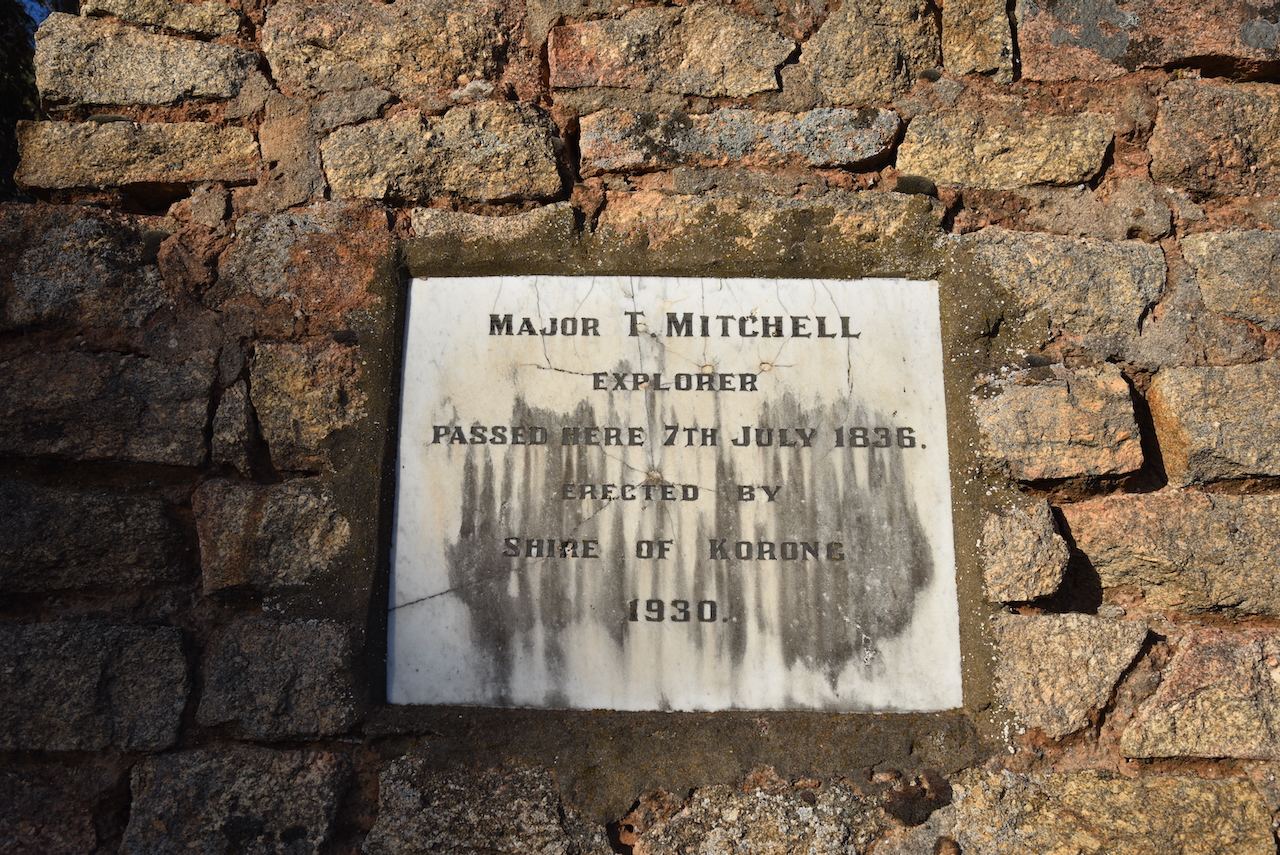 MAJOR T. MITCHELL
EXPLORER
PASSED HERE 7TH JULY 1836.
ERECTED BY
SHIRE OF KORONG
1930.